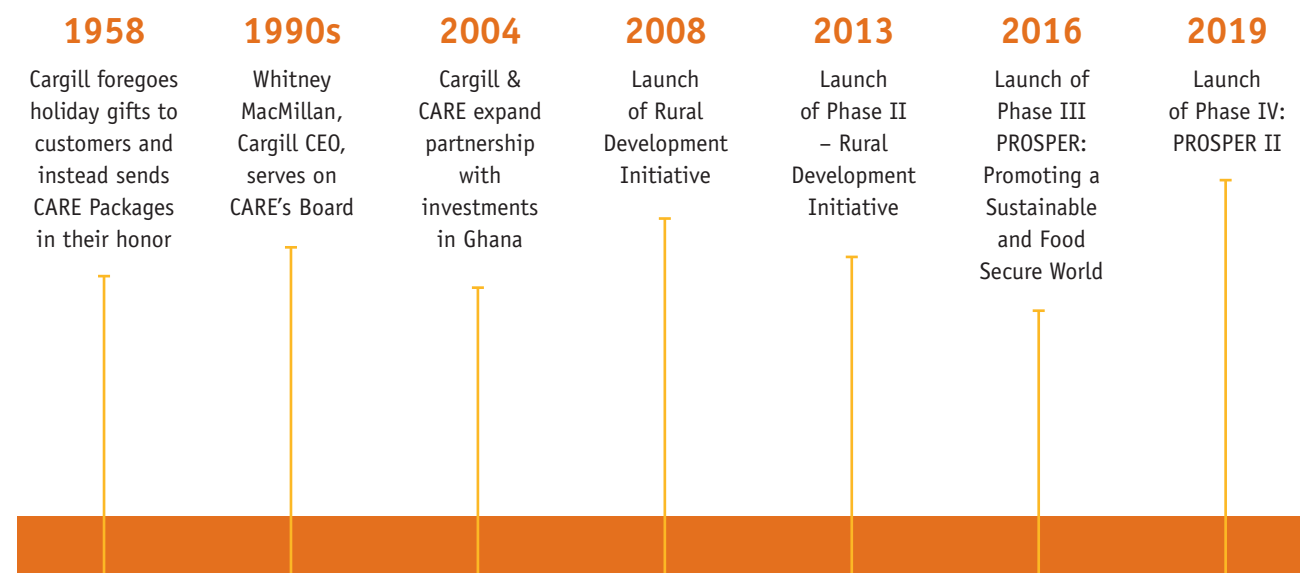 1958
Cargill foregoes
holiday gifts to
customers and
instead sends
CARE Packages
in their honor
1990s
Whitney
MacMillan,
Cargill CEO,
serves on
CARE's Board
2004
Cargill &
CARE expand
partnership
with
investments
in Ghana
2008
Launch
of Rural
Development
Initiative
2013
Launch
of Phase II
– Rural
Development
Initiative
2016
Launch of
Phase III
PROSPER:
Promoting a
Sustainable
and Food
Secure World
2019
Launch
of Phase IV:
PROSPER II